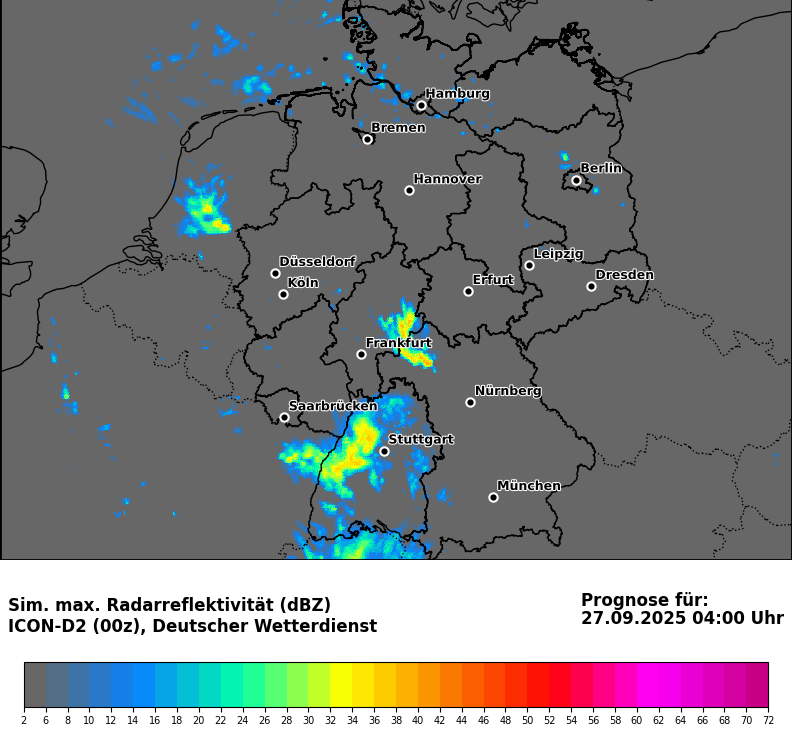 Hamburg
Bremen
Berlin
Hannover
Düsseldorf
Köln
Leipzig
Erfurt
Dresden
Frankfurt
Nürnberg
Saarbrücken
Stuttgart
München
Sim. max. Radarreflektivität (dBZ)
ICON-D2 (00z), Deutscher Wetterdienst
Prognose für:
27.09.2025 04:00 Uhr
2 6 8 10 12 14 16 18 20 22 24 26 28 30 32 34 36 38 40 42 44 46 48 50 52 54 56 58 60 62 64 66 68 70 72